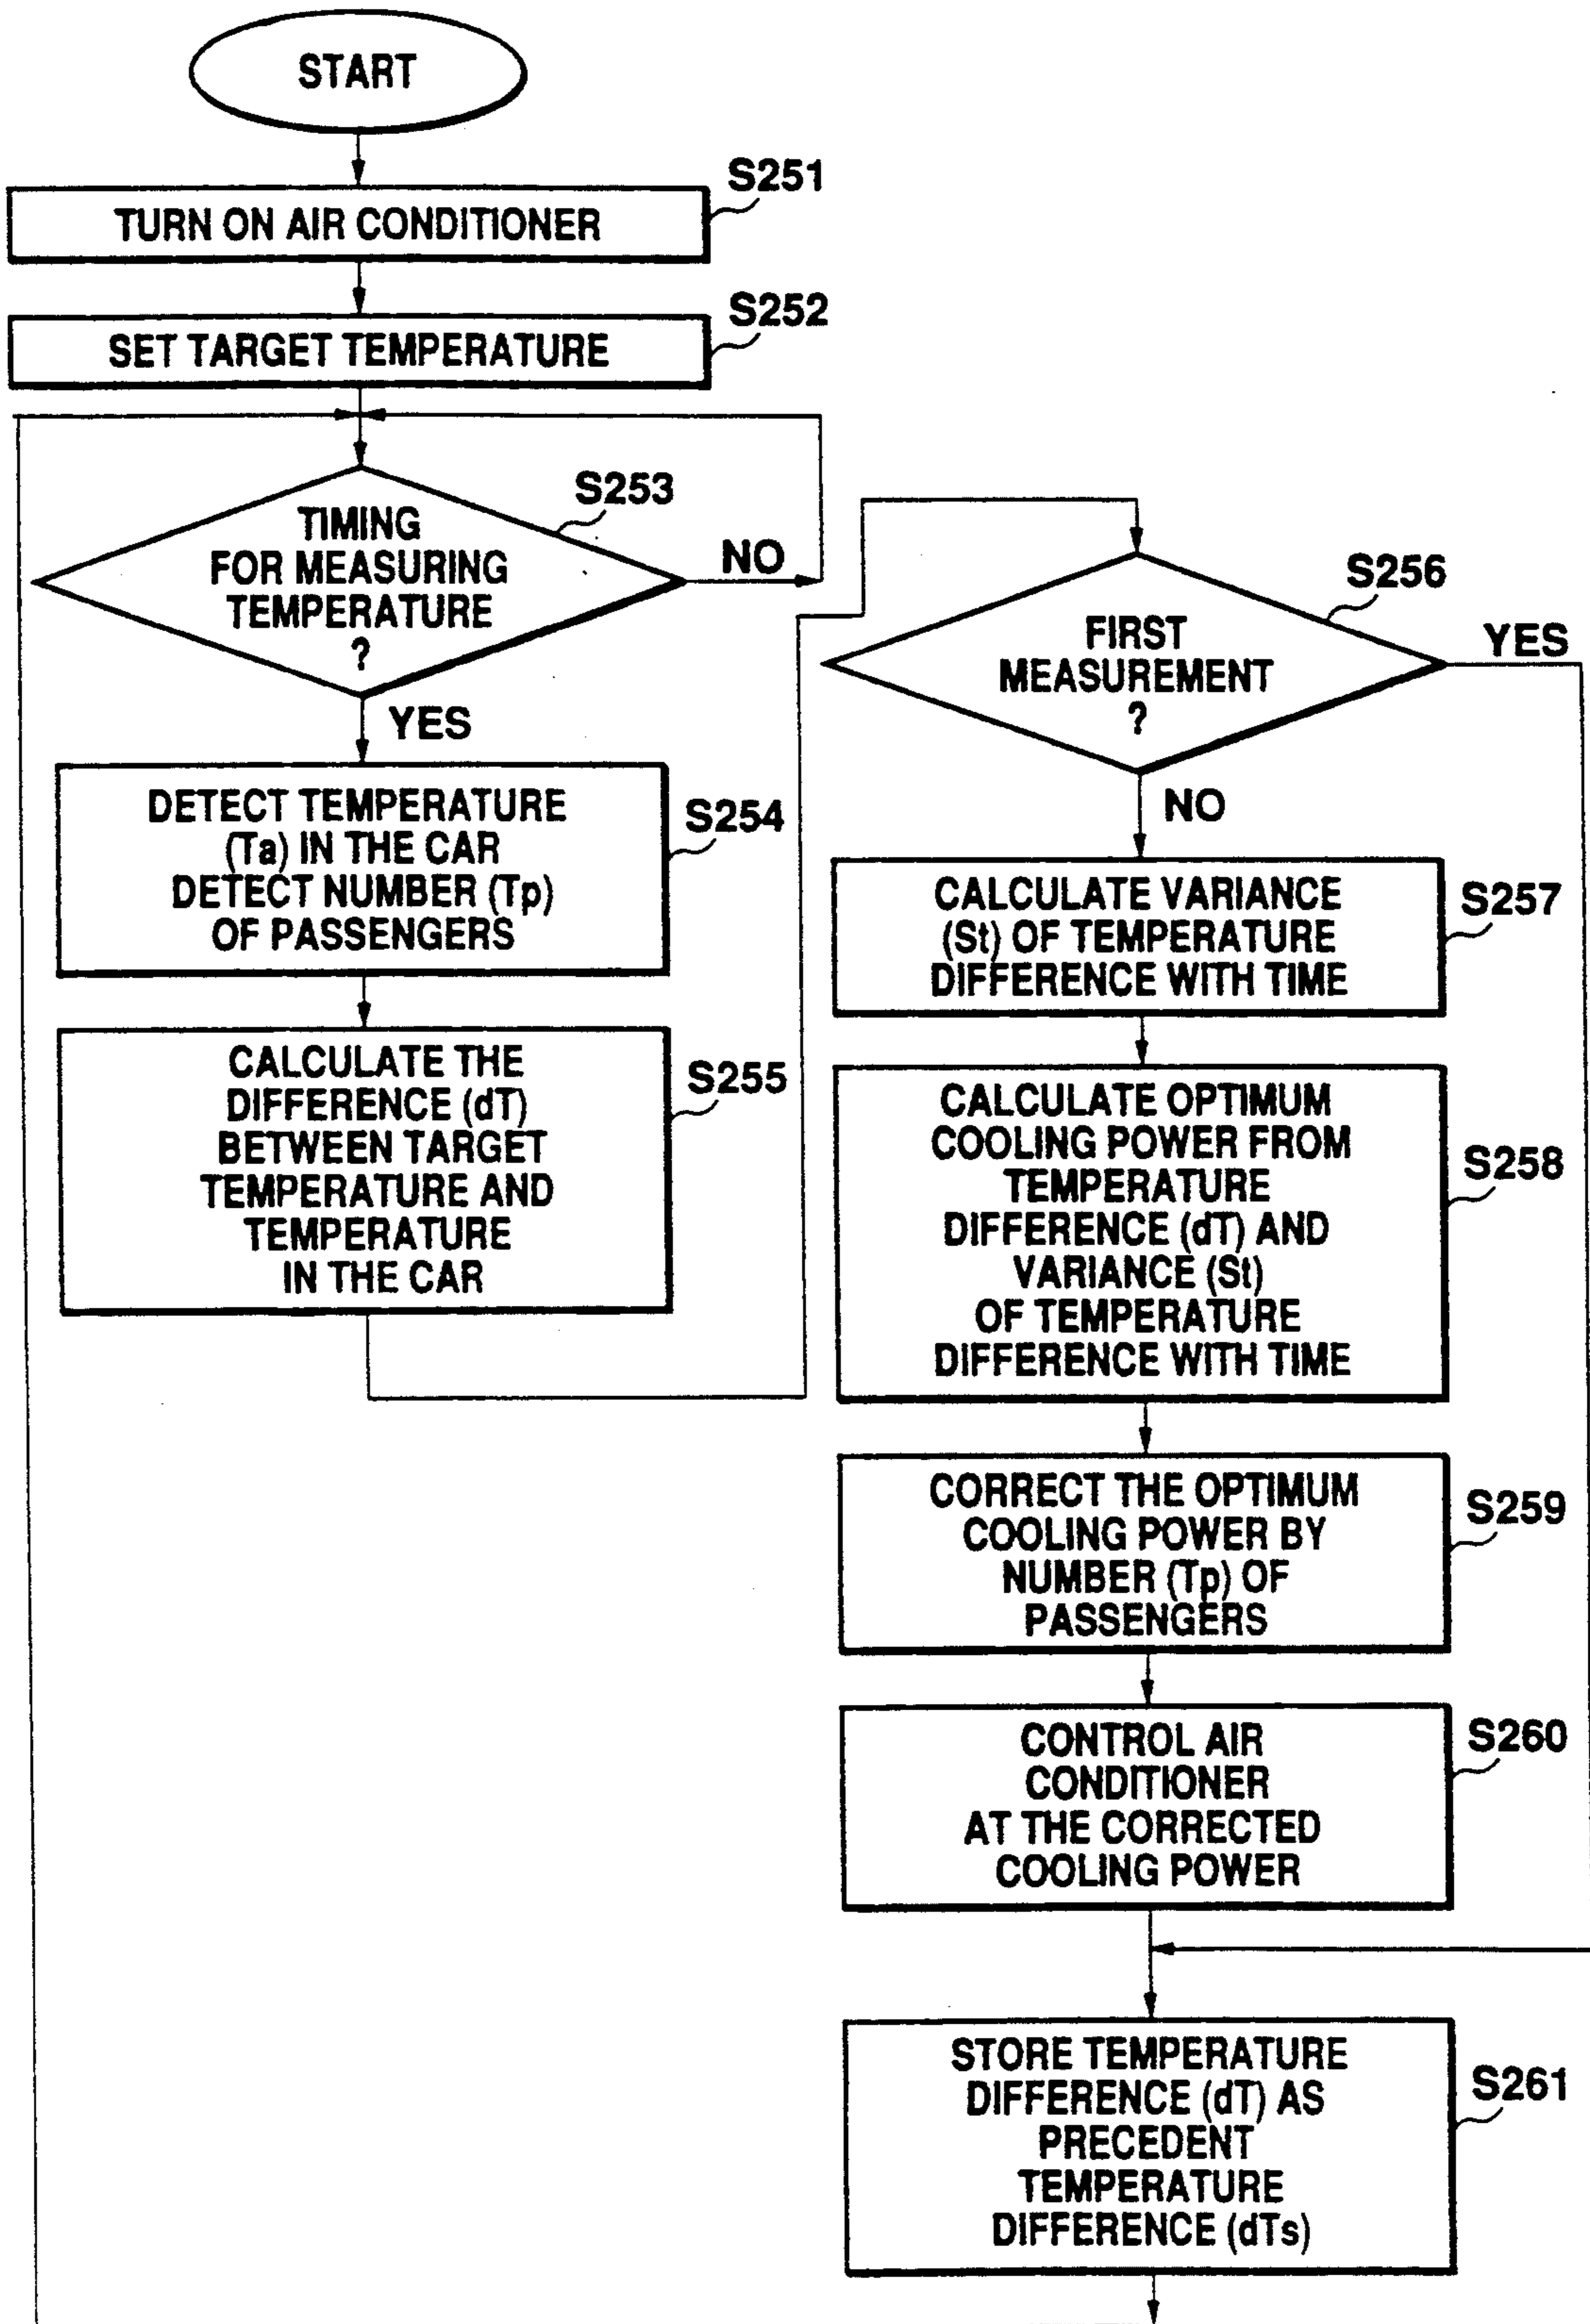 START
S251
TURN ON AIR CONDITIONER
S252
SET TARGET TEMPERATURE
S253
TIMING
FOR MEASURING
TEMPERATURE
?
NO
YES
S254
DETECT TEMPERATURE
(Ta) IN THE CAR
DETECT NUMBER (Tp)
OF PASSENGERS
S255
CALCULATE THE
DIFFERENCE (dT)
BETWEEN TARGET
TEMPERATURE AND
TEMPERATURE
IN THE CAR
S256
FIRST
MEASUREMENT
?
YES
NO
S257
CALCULATE VARIANCE
(St) OF TEMPERATURE
DIFFERENCE WITH TIME
S258
CALCULATE OPTIMUM
COOLING POWER FROM
TEMPERATURE
DIFFERENCE (dT) AND
VARIANCE (St)
OF TEMPERATURE
DIFFERENCE WITH TIME
S259
CORRECT THE OPTIMUM
COOLING POWER BY
NUMBER (Tp) OF
PASSENGERS
S260
CONTROL AIR
CONDITIONER
AT THE CORRECTED
COOLING POWER
S261
STORE TEMPERATURE
DIFFERENCE (dT) AS
PRECEDENT
TEMPERATURE
DIFFERENCE (dTs)